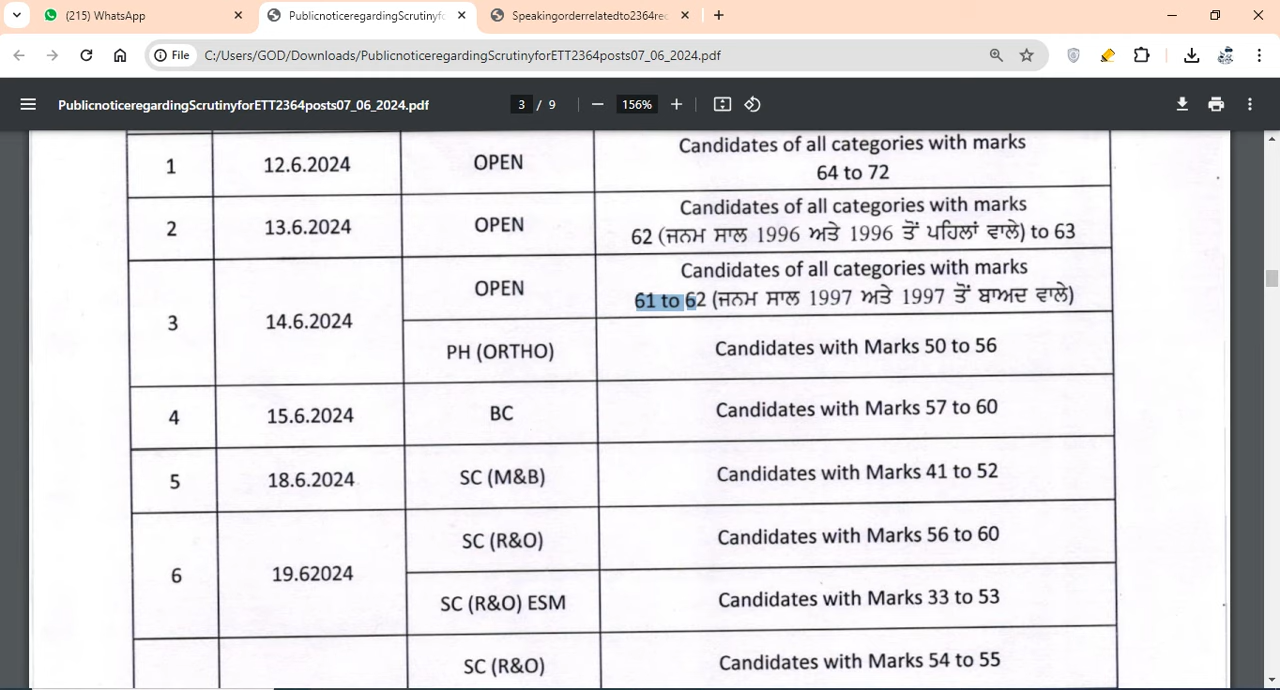 (215) WhatsApp
PublicnoticeregardingScrutinyfo
Speakingorderrelatedto2364rec
File
C:/Users/GOD/Downloads/PublicnoticeregardingScrutinyforETT2364posts07_06_2024.pdf
PublicnoticeregardingScrutinyforETT2364posts07_06_2024.pdf
3 / 9
156%
1
12.6.2024
OPEN
Candidates of all categories with marks
64 to 72
2
13.6.2024
OPEN
Candidates of all categories with marks
62 (ਜਨਮ ਸਾਲ 1996 ਅਤੇ 1996 ਤੋਂ ਪਹਿਲਾਂ ਵਾਲੇ) to 63
3
14.6.2024
OPEN
Candidates of all categories with marks
61 to 62 (ਜਨਮ ਸਾਲ 1997 ਅਤੇ 1997 ਤੋਂ ਬਾਅਦ ਵਾਲੇ)
PH (ORTHO)
Candidates with Marks 50 to 56
4
15.6.2024
BC
Candidates with Marks 57 to 60
5
18.6.2024
SC (M&B)
Candidates with Marks 41 to 52
6
19.62024
SC (R&O)
Candidates with Marks 56 to 60
SC (R&O) ESM
Candidates with Marks 33 to 53
SC (R&O)
Candidates with Marks 54 to 55